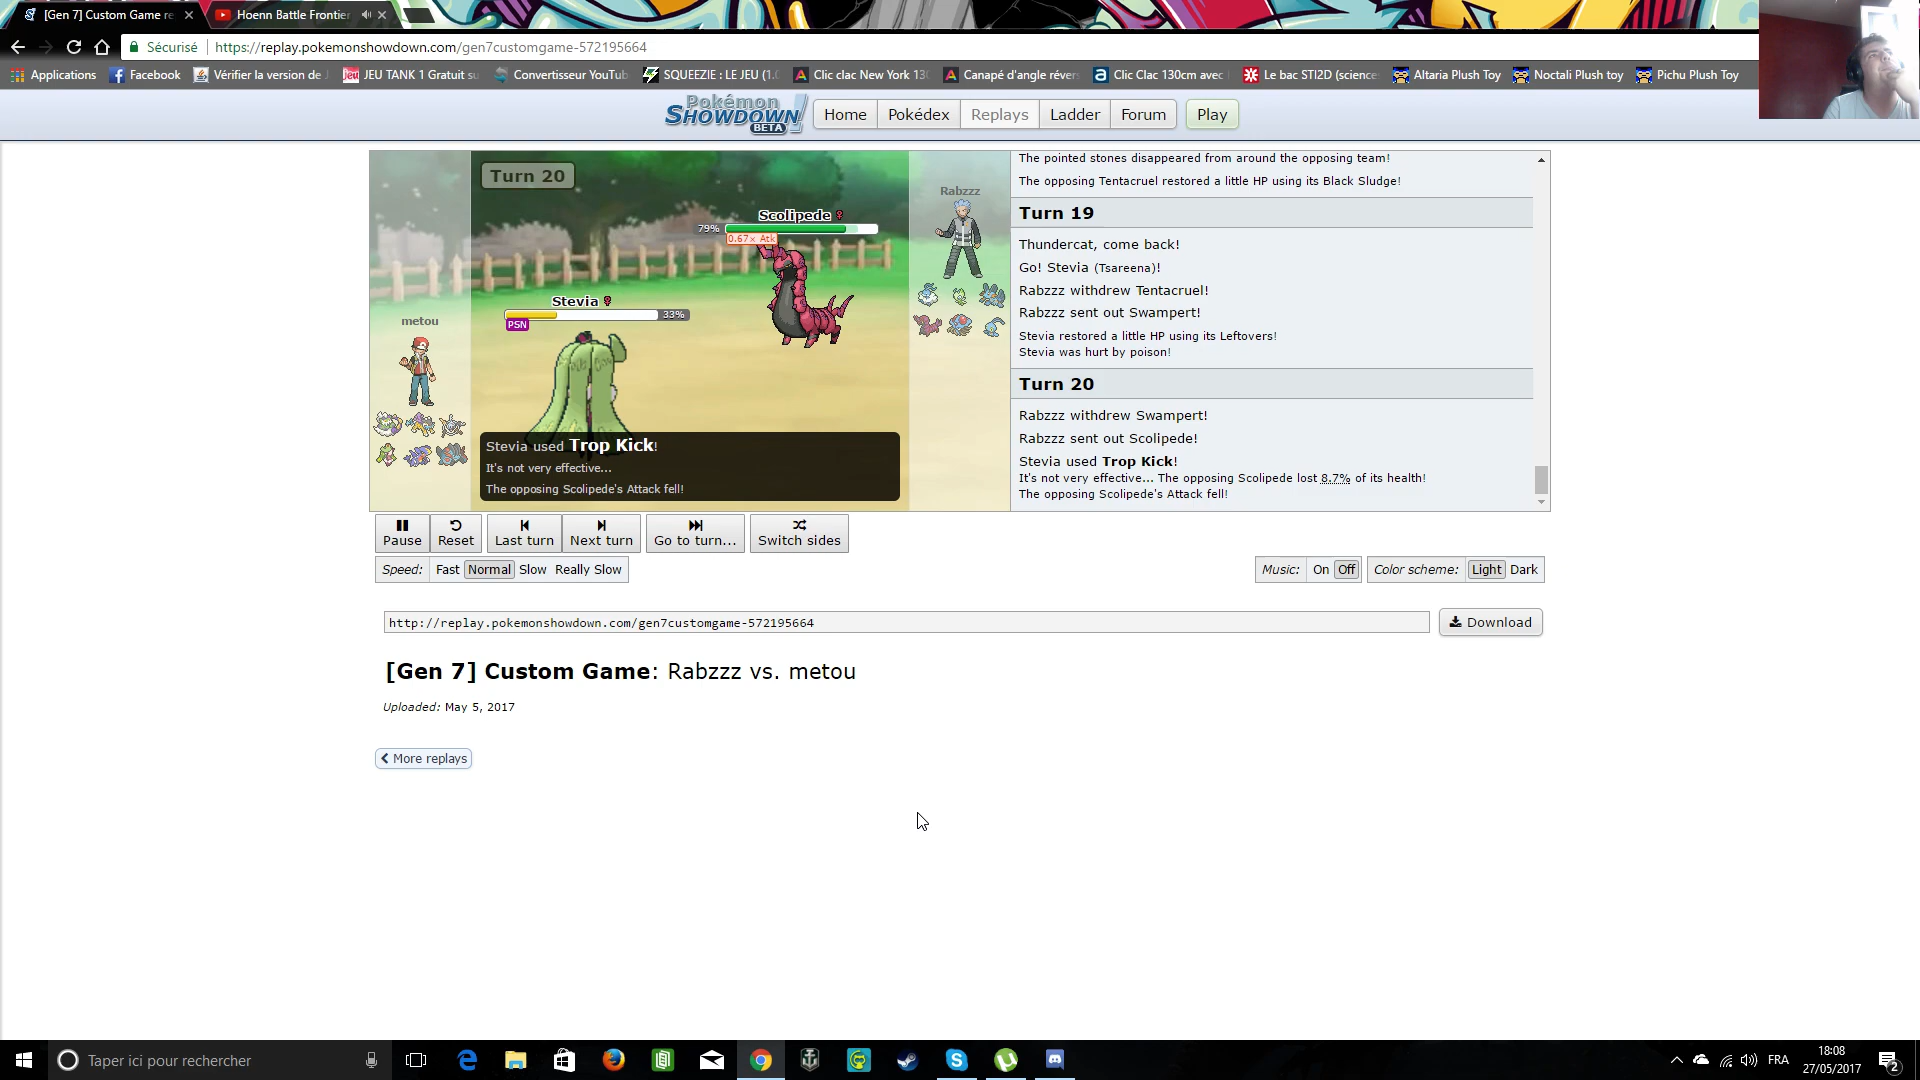 [Gen 7] Custom Game re
Hoenn Battle Frontier
Sécurisé
https://replay.pokemonshowdown.com/gen7customgame-572195664
Applications
Facebook
Vérifier la version de J
Jeu JEU TANK 1 Gratuit su
Convertisseur YouTub
SQUEEZIE : LE JEU (1.0
Clic clac New York 130
Canapé d'angle révers
Clic Clac 130cm avec
Le bac STI2D (science
Altaria Plush Toy
Noctali Plush toy
Pichu Plush Toy
Pokémon SHOWDOWN! BETA
Home
Pokédex
Replays
Ladder
Forum
Play
Turn 20
Scolipede ♀
79%
0.67× Atk
Stevia ♀
33%
PSN
metou
Rabzzz
Stevia used Trop Kick!
It's not very effective...
The opposing Scolipede's Attack fell!
The pointed stones disappeared from around the opposing team!
The opposing Tentacruel restored a little HP using its Black Sludge!
Turn 19
Thundercat, come back!
Go! Stevia (Tsareena)!
Rabzzz withdrew Tentacruel!
Rabzzz sent out Swampert!
Stevia restored a little HP using its Leftovers!
Stevia was hurt by poison!
Turn 20
Rabzzz withdrew Swampert!
Rabzzz sent out Scolipede!
Stevia used Trop Kick!
It's not very effective... The opposing Scolipede lost 8.7% of its health!
The opposing Scolipede's Attack fell!
Pause
Reset
Last turn
Next turn
Go to turn...
Switch sides
Speed: Fast Normal Slow Really Slow
Music: On Off
Color scheme: Light Dark
http://replay.pokemonshowdown.com/gen7customgame-572195664
Download
[Gen 7] Custom Game: Rabzzz vs. metou
Uploaded: May 5, 2017
More replays
Taper ici pour rechercher
FRA
18:08
27/05/2017
2